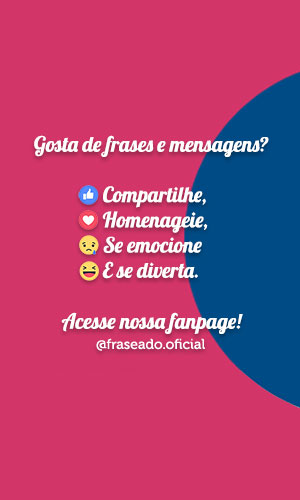 Gosta de frases e mensagens?
Compartilhe,
Homenageie,
Se emocione
E se diverta.
Acesse nossa fanpage!
@fraseado.oficial